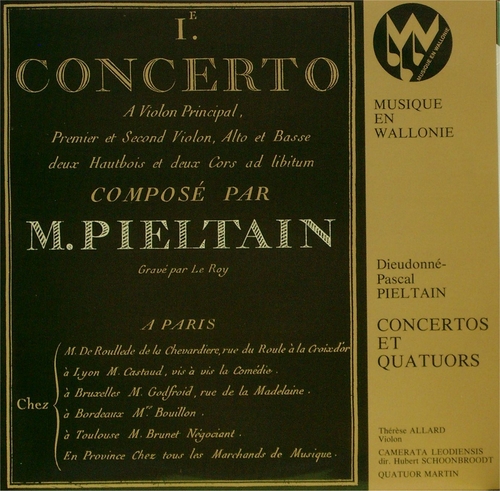 I.E
CONCERTO
A Violon Principal,
Premier et Second Violon, Alto et Basse
deux Hautbois et deux Cors ad libitum
COMPOSÉ PAR
M. PIELTAIN
Gravé par Le Roy
A PARIS
Chez
M. De Roullede de la Chevardiere, rue du Roule à la Croix d'or
à Lyon M. Castaud, vis à vis la Comédie.
à Bruxelles M. Godfroid, rue de la Madelaine.
à Bordeaux Mrs Bouillon.
à Toulouse M. Brunet Négociant.
En Province Chez tous les Marchands de Musique.
MUSIQUE EN WALLONIE
MUSIQUE
EN
WALLONIE
Dieudonné-
Pascal
PIELTAIN
CONCERTOS
ET
QUATUORS
Thérèse ALLARD
Violon
CAMERATA LEODIENSIS
dir. Hubert SCHOONBROODT
QUATUOR MARTIN